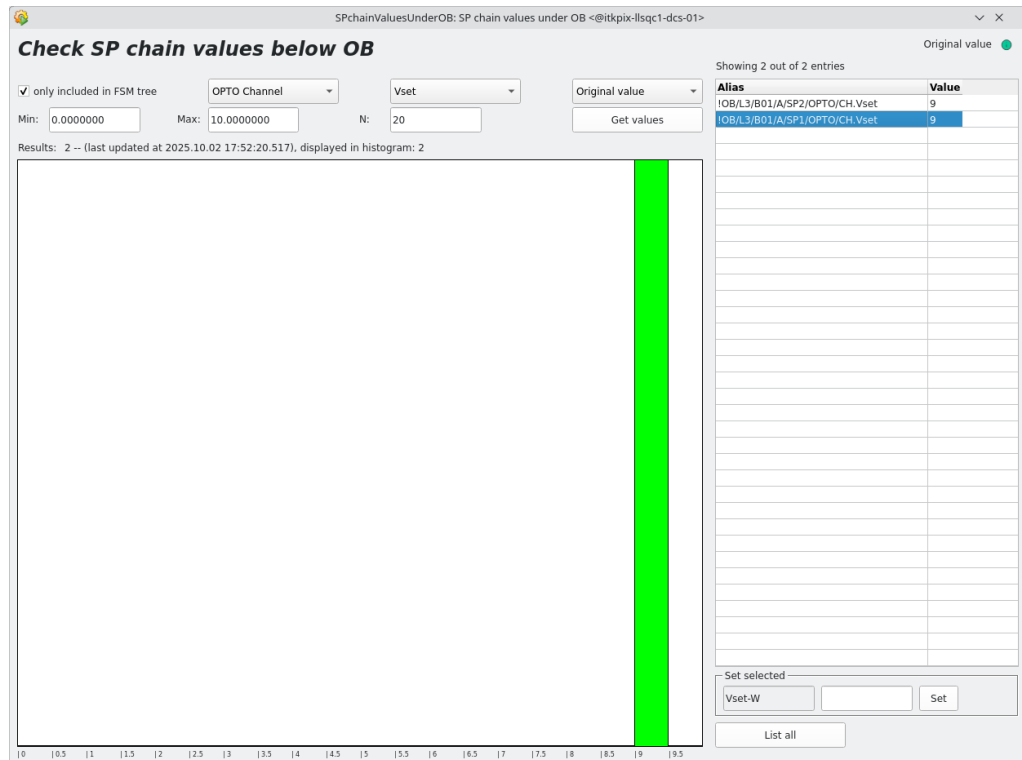 SPchainValuesUnderOB: SP chain values under OB <@itkpix-llsqc1-dcs-01>
Check SP chain values below OB
Original value
Showing 2 out of 2 entries
only included in FSM tree
OPTO Channel
Vset
Original value
Min: 0.0000000
Max: 10.0000000
N: 20
Get values
Results: 2 -- (last updated at 2025.10.02 17:52:20.517), displayed in histogram: 2
Alias Value
!OB/L3/B01/A/SP2/OPTO/CH.Vset 9
!OB/L3/B01/A/SP1/OPTO/CH.Vset 9
Set selected
Vset-W
Set
List all
|0 |0.5 |1 |1.5 |2 |2.5 |3 |3.5 |4 |4.5 |5 |5.5 |6 |6.5 |7 |7.5 |8 |8.5 |9 |9.5